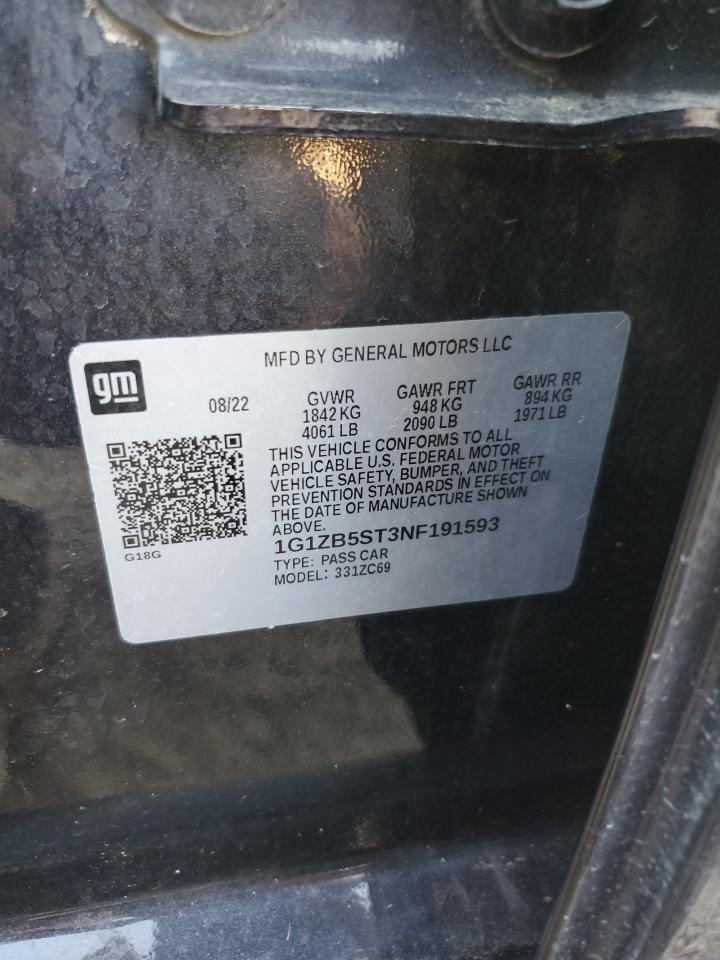 MFD BY GENERAL MOTORS LLC
gm
08/22
GVWR
1842 KG
4061 LB
GAWR FRT
948 KG
2090 LB
GAWR RR
894 KG
1971 LB
THIS VEHICLE CONFORMS TO ALL
APPLICABLE U.S. FEDERAL MOTOR
VEHICLE SAFETY, BUMPER, AND THEFT
PREVENTION STANDARDS IN EFFECT ON
THE DATE OF MANUFACTURE SHOWN
ABOVE.
G18G
1G1ZB5ST3NF191593
TYPE: PASS CAR
MODEL: 331ZC69